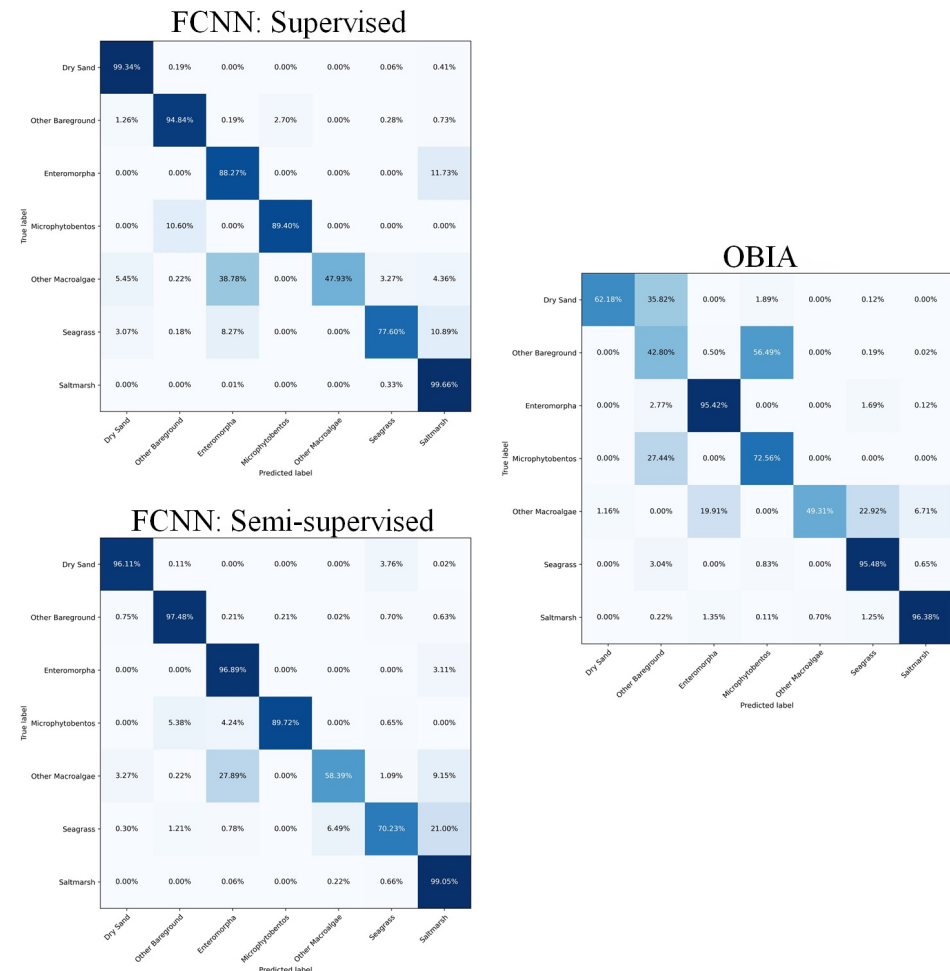 FCNN: Supervised
Dry Sand 99.34% 0.19% 0.00% 0.00% 0.00% 0.06% 0.41%
Other Bareground 1.26% 94.84% 0.19% 2.70% 0.00% 0.28% 0.73%
Enteromorpha 0.00% 0.00% 88.27% 0.00% 0.00% 0.00% 11.73%
Microphytobentos 0.00% 10.60% 0.00% 89.40% 0.00% 0.00% 0.00%
Other Macroalgae 5.45% 0.22% 38.78% 0.00% 47.93% 3.27% 4.36%
Seagrass 3.07% 0.18% 8.27% 0.00% 0.00% 77.60% 10.89%
Saltmarsh 0.00% 0.00% 0.01% 0.00% 0.00% 0.33% 99.66%
True label
Dry Sand Other Bareground Enteromorpha Microphytobentos Other Macroalgae Seagrass Saltmarsh
Predicted label
FCNN: Semi-supervised
Dry Sand 96.11% 0.11% 0.00% 0.00% 0.00% 3.76% 0.02%
Other Bareground 0.75% 97.48% 0.21% 0.21% 0.02% 0.70% 0.63%
Enteromorpha 0.00% 0.00% 96.89% 0.00% 0.00% 0.00% 3.11%
Microphytobentos 0.00% 5.38% 4.24% 89.72% 0.00% 0.65% 0.00%
Other Macroalgae 3.27% 0.22% 27.89% 0.00% 58.39% 1.09% 9.15%
Seagrass 0.30% 1.21% 0.78% 0.00% 6.49% 70.23% 21.00%
Saltmarsh 0.00% 0.00% 0.06% 0.00% 0.22% 0.66% 99.05%
True label
Dry Sand Other Bareground Enteromorpha Microphytobentos Other Macroalgae Seagrass Saltmarsh
Predicted label
OBIA
Dry Sand 62.18% 35.82% 0.00% 1.89% 0.00% 0.12% 0.00%
Other Bareground 0.00% 42.80% 0.50% 56.49% 0.00% 0.19% 0.02%
Enteromorpha 0.00% 2.77% 95.42% 0.00% 0.00% 1.69% 0.12%
Microphytobentos 0.00% 27.44% 0.00% 72.56% 0.00% 0.00% 0.00%
Other Macroalgae 1.16% 0.00% 19.91% 0.00% 49.31% 22.92% 6.71%
Seagrass 0.00% 3.04% 0.00% 0.83% 0.00% 95.48% 0.65%
Saltmarsh 0.00% 0.22% 1.35% 0.11% 0.70% 1.25% 96.38%
True label
Dry Sand Other Bareground Enteromorpha Microphytobentos Other Macroalgae Seagrass Saltmarsh
Predicted label